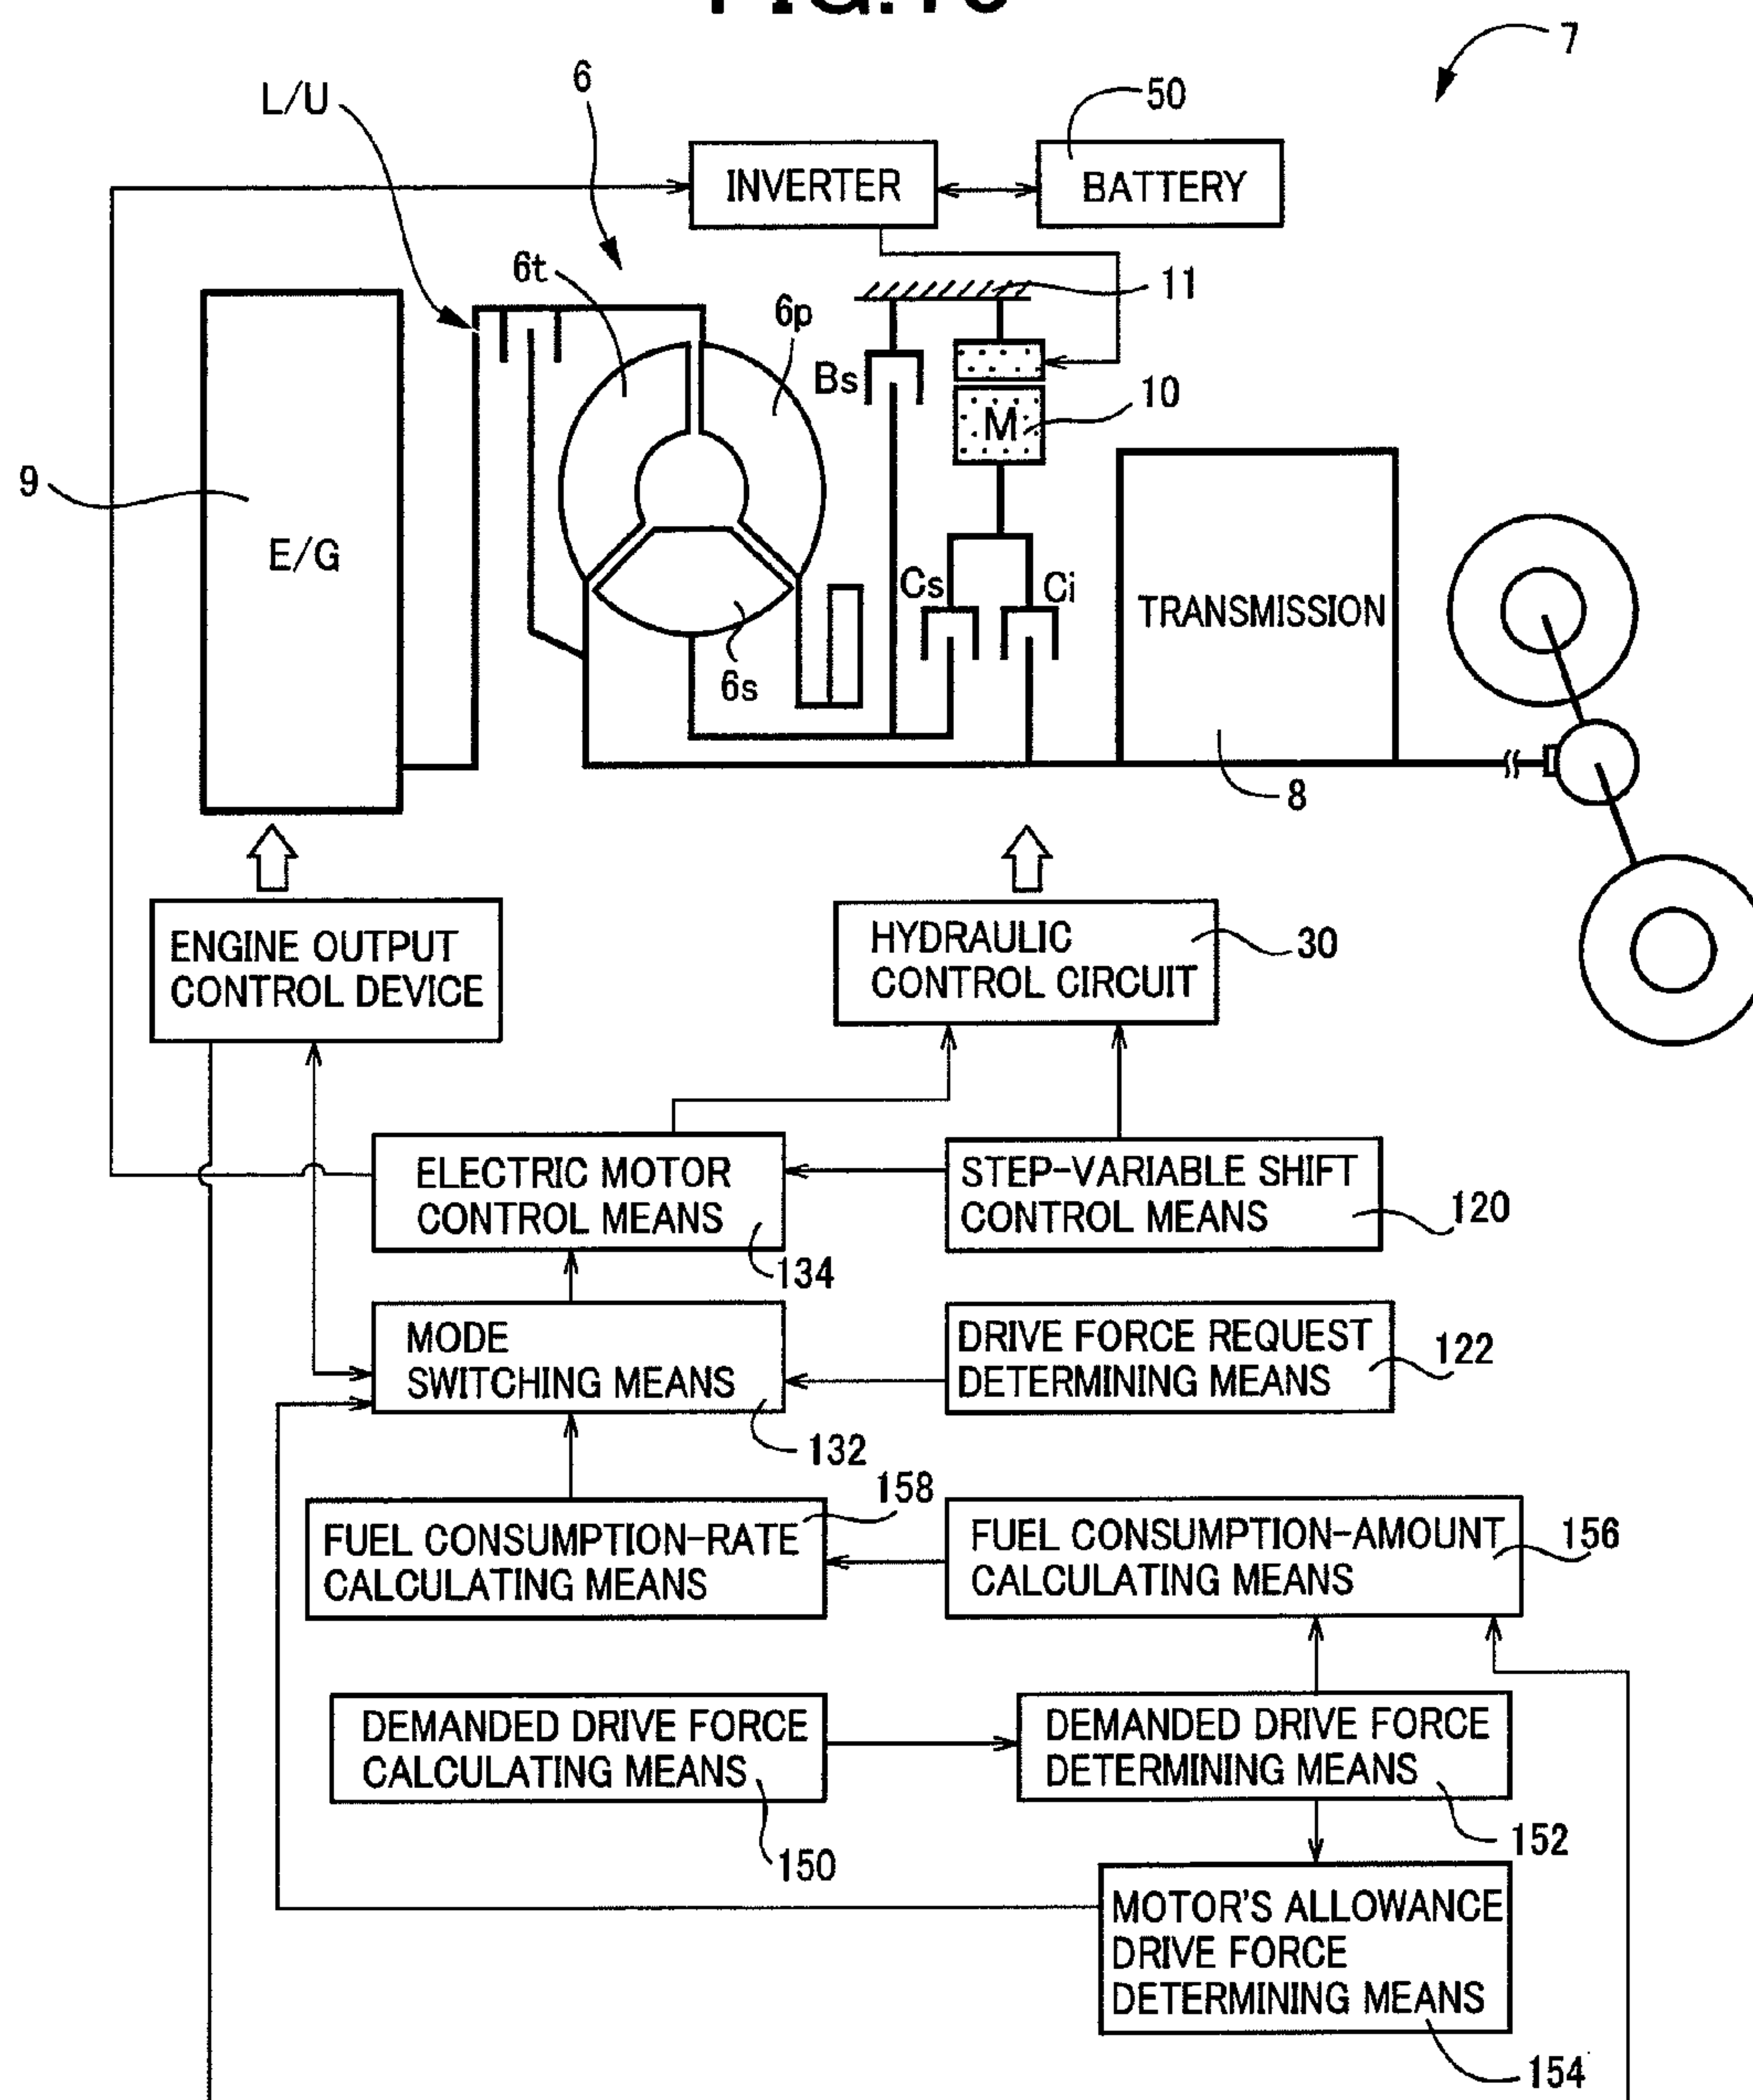 7
L/U
6
50
INVERTER
BATTERY
6t
11
6p
Bs
10
M
9
E/G
Cs
Ci
TRANSMISSION
6s
8
ENGINE OUTPUT
CONTROL DEVICE
HYDRAULIC
CONTROL CIRCUIT
30
ELECTRIC MOTOR
CONTROL MEANS
134
STEP-VARIABLE SHIFT
CONTROL MEANS
120
MODE
SWITCHING MEANS
132
DRIVE FORCE REQUEST
DETERMINING MEANS
122
158
FUEL CONSUMPTION-RATE
CALCULATING MEANS
FUEL CONSUMPTION-AMOUNT
CALCULATING MEANS
156
DEMANDED DRIVE FORCE
CALCULATING MEANS
150
DEMANDED DRIVE FORCE
DETERMINING MEANS
152
MOTOR'S ALLOWANCE
DRIVE FORCE
DETERMINING MEANS
154